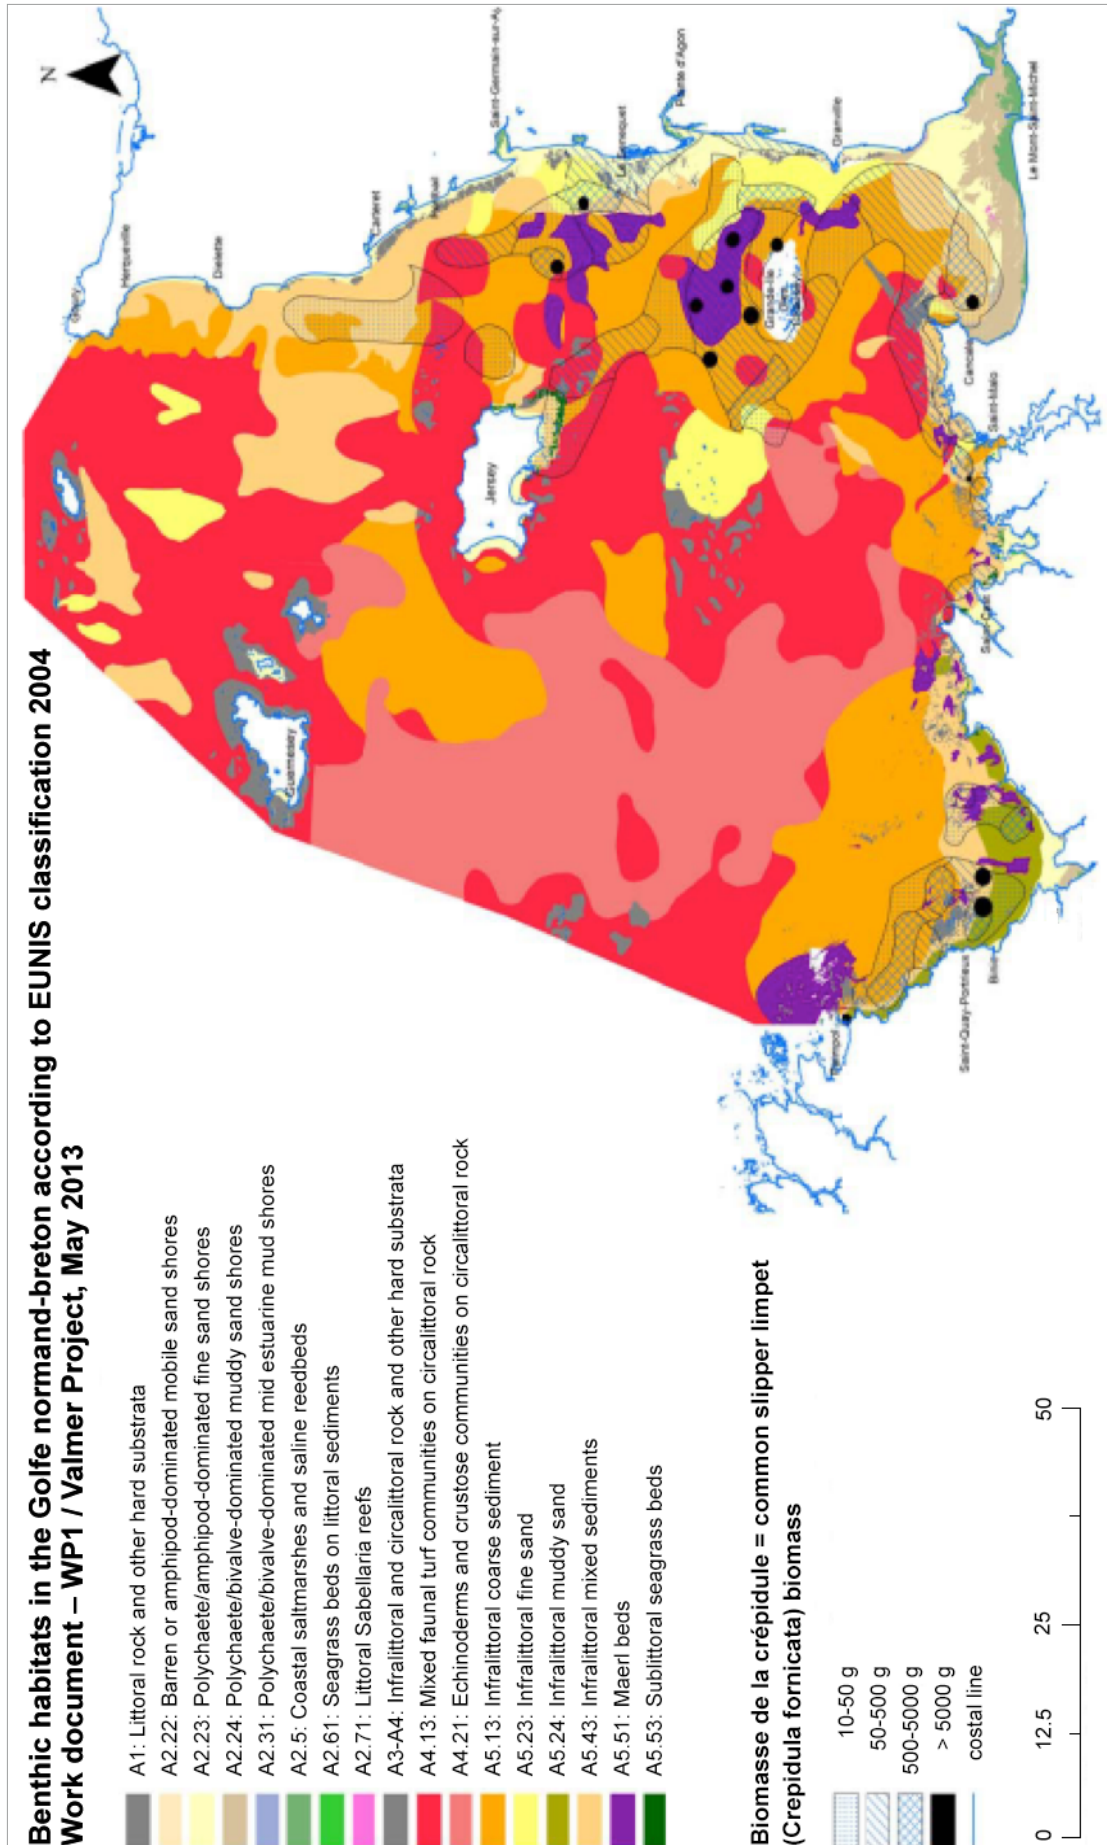 Benthic habitats in the Golfe normand-breton according to EUNIS classification 2004
Work document – WP1 / Valmer Project, May 2013
A1: Littoral rock and other hard substrata
A2.22: Barren or amphipod-dominated mobile sand shores
A2.23: Polychaete/amphipod-dominated fine sand shores
A2.24: Polychaete/bivalve-dominated muddy sand shores
A2.31: Polychaete/bivalve-dominated mid estuarine mud shores
A2.5: Coastal saltmarshes and saline reedbeds
A2.61: Seagrass beds on littoral sediments
A2.71: Littoral Sabellaria reefs
A3-A4: Infralittoral and circalittoral rock and other hard substrata
A4.13: Mixed faunal turf communities on circalittoral rock
A4.21: Echinoderms and crustose communities on circalittoral rock
A5.13: Infralittoral coarse sediment
A5.23: Infralittoral fine sand
A5.24: Infralittoral muddy sand
A5.43: Infralittoral mixed sediments
A5.51: Maerl beds
A5.53: Sublittoral seagrass beds
Biomasse de la crépidule = common slipper limpet
(Crepidula fornicata) biomass
10-50 g
50-500 g
500-5000 g
> 5000 g
costal line
0
12.5
25
50
N
Herqueville
Dielette
Carteret
Saint-Germain-sur-Ay
Pointe d'Agon
Granville
Le Mont-Saint-Michel
Cancale
Saint-Malo
Jersey
Guernesey
Saint-Quay-Portrieux
Binic